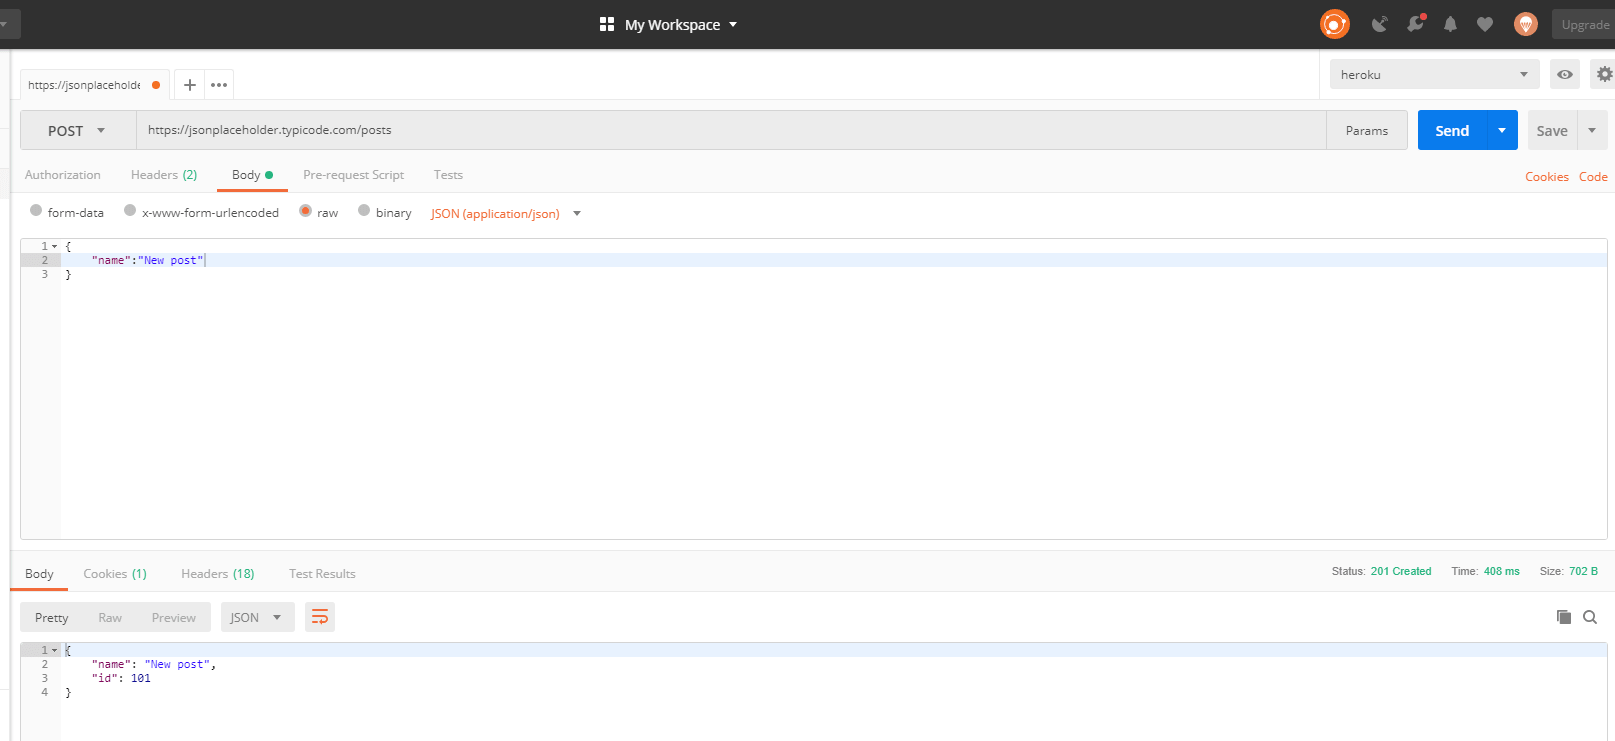 My Workspace
Upgrade
https://jsonplaceholde
heroku
POST https://jsonplaceholder.typicode.com/posts Params Send Save
Authorization Headers (2) Body Pre-request Script Tests Cookies Code
form-data x-www-form-urlencoded raw binary JSON (application/json)
1 {
2 "name":"New post"
3 }
Body Cookies (1) Headers (18) Test Results Status: 201 Created Time: 408 ms Size: 702 B
Pretty Raw Preview JSON
1 {
2 "name": "New post",
3 "id": 101
4 }